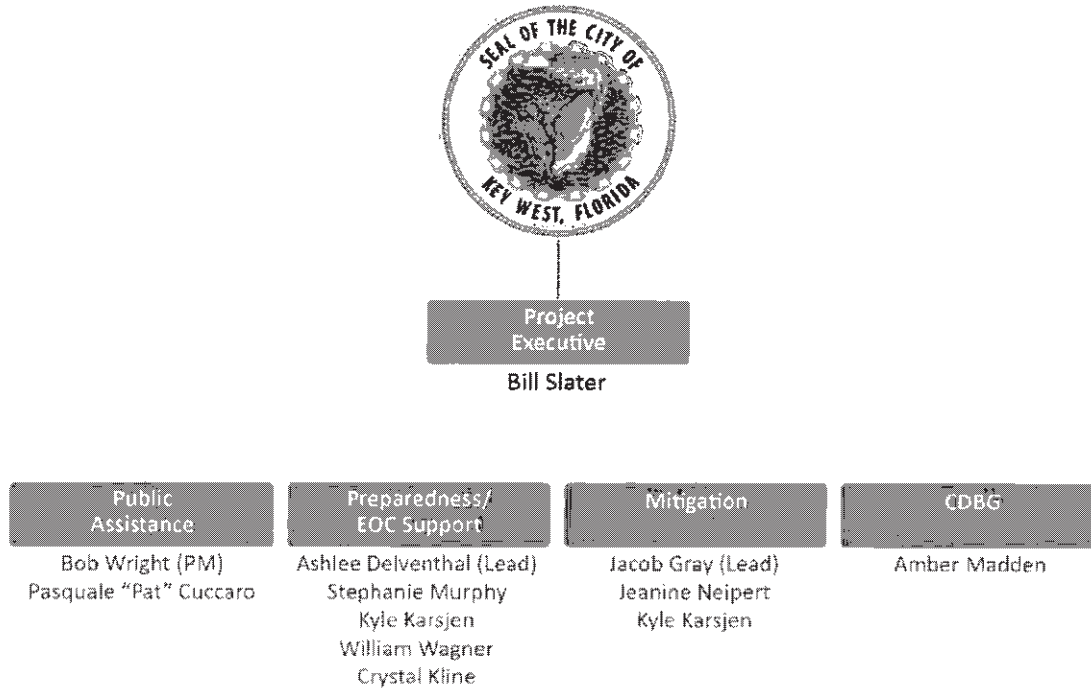 SEAL OF THE CITY OF
KEY WEST, FLORIDA
Project
Executive
Bill Slater
Public
Assistance
Bob Wright (PM)
Pasquale "Pat" Cuccaro
Preparedness/
EOC Support
Ashlee Delventhal (Lead)
Stephanie Murphy
Kyle Karsjen
William Wagner
Crystal Kline
Mitigation
Jacob Gray (Lead)
Jeanine Neipert
Kyle Karsjen
CDBG
Amber Madden